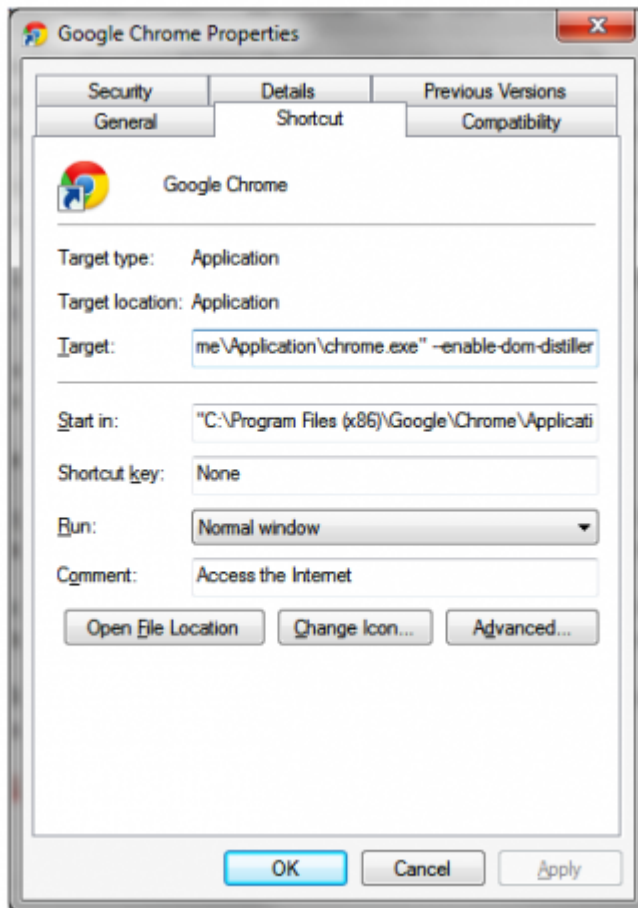 Google Chrome Properties
Security Details Previous Versions
General Shortcut Compatibility
Google Chrome
Target type: Application
Target location: Application
Target: me\Application\chrome.exe" --enable-dom-distiller
Start in: "C:\Program Files (x86)\Google\Chrome\Applicati
Shortcut key: None
Run: Normal window
Comment: Access the Internet
Open File Location Change Icon... Advanced...
OK Cancel Apply